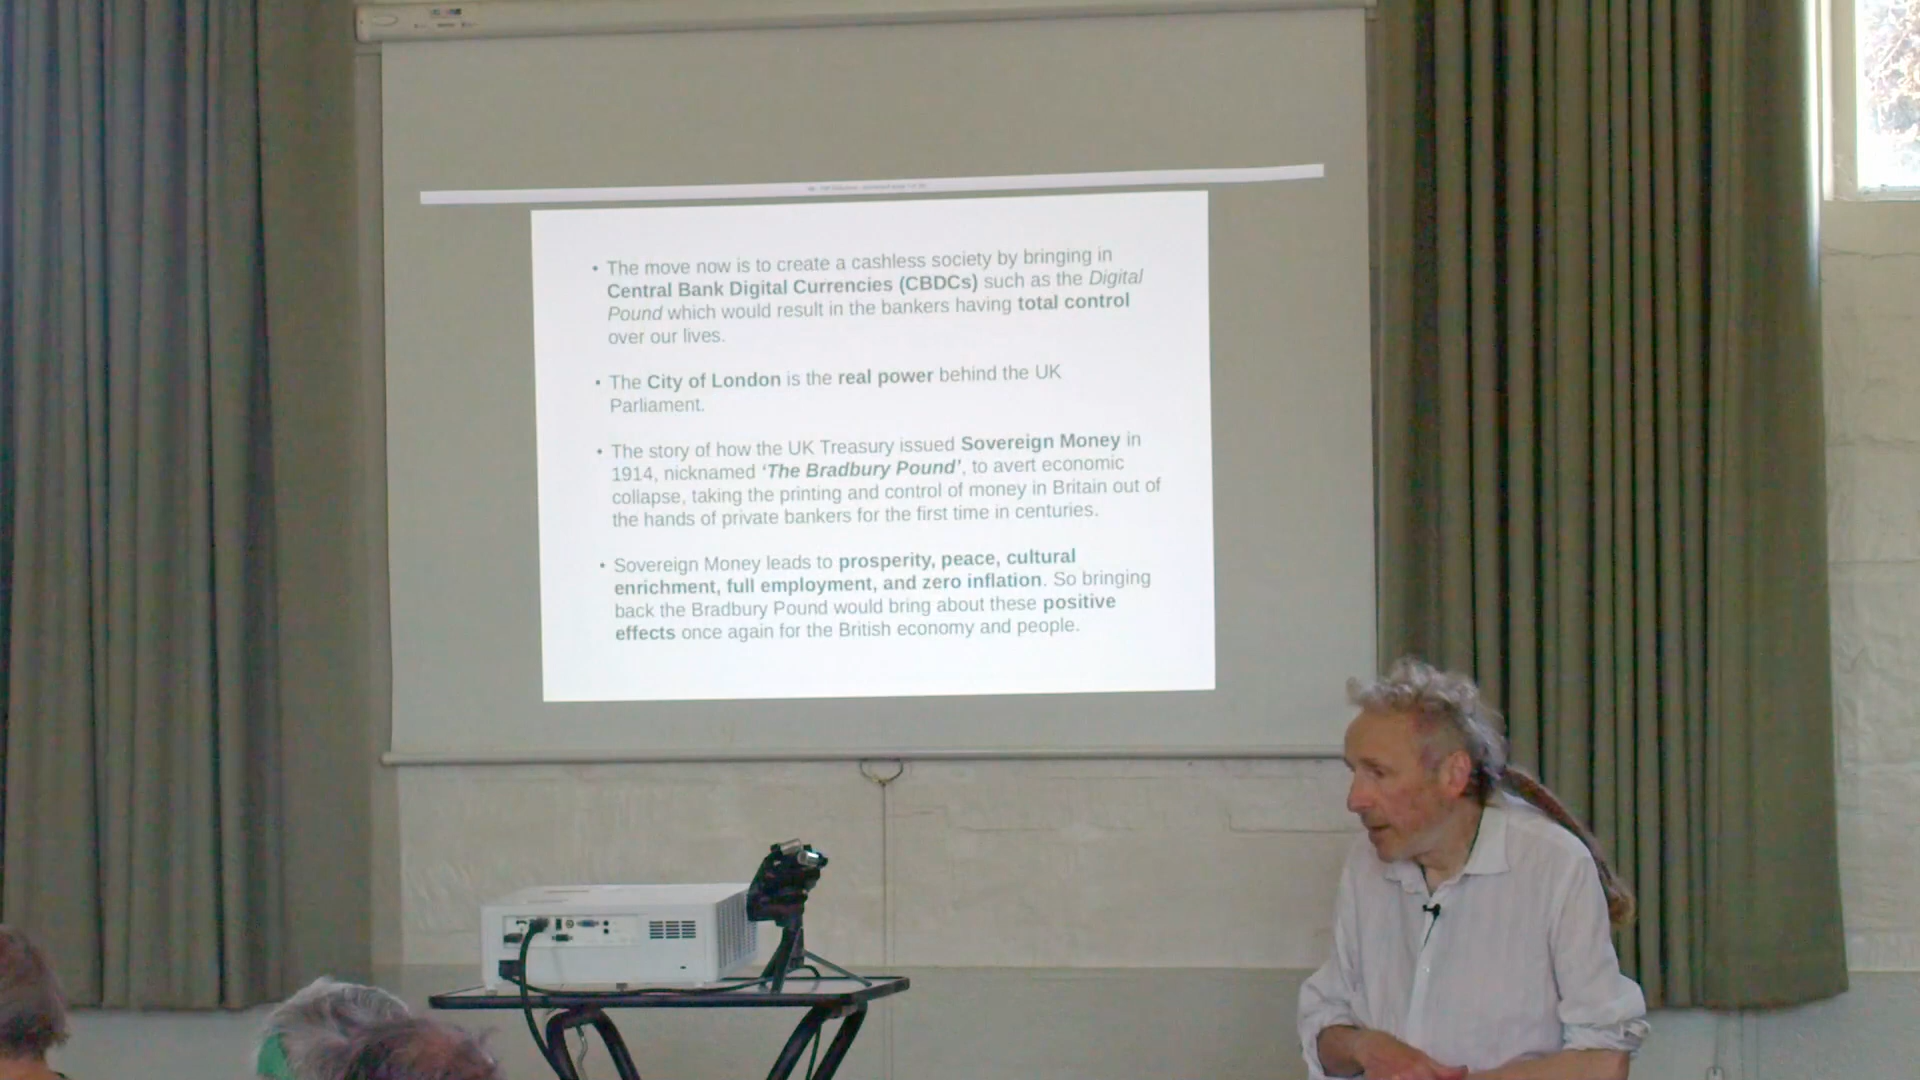 • The move now is to create a cashless society by bringing in
Central Bank Digital Currencies (CBDCs) such as the Digital
Pound which would result in the bankers having total control
over our lives.
• The City of London is the real power behind the UK
Parliament.
• The story of how the UK Treasury issued Sovereign Money in
1914, nicknamed ‘The Bradbury Pound’, to avert economic
collapse, taking the printing and control of money in Britain out of
the hands of private bankers for the first time in centuries.
• Sovereign Money leads to prosperity, peace, cultural
enrichment, full employment, and zero inflation. So bringing
back the Bradbury Pound would bring about these positive
effects once again for the British economy and people.